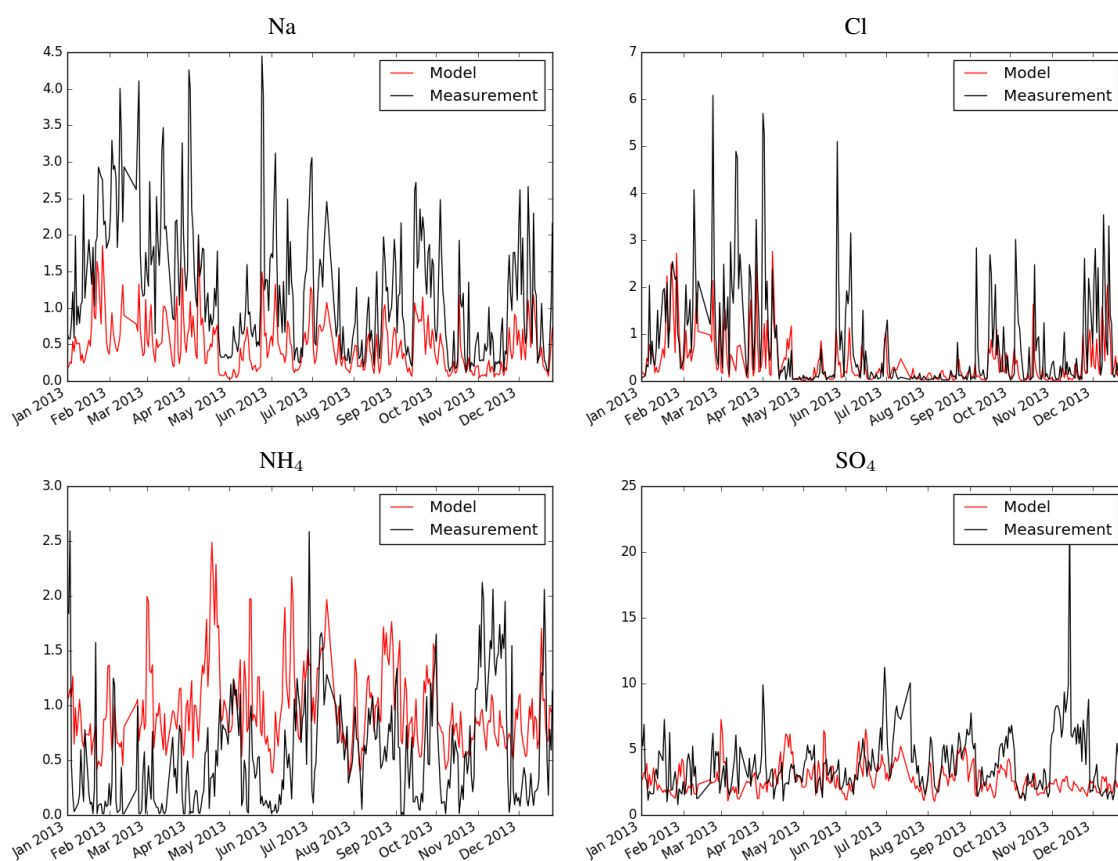 Na
4.5
4.0
3.5
3.0
2.5
2.0
1.5
1.0
0.5
0.0
Model
Measurement
Jan 2013
Feb 2013
Mar 2013
Apr 2013
May 2013
Jun 2013
Jul 2013
Aug 2013
Sep 2013
Oct 2013
Nov 2013
Dec 2013
Cl
7
6
5
4
3
2
1
0
Model
Measurement
Jan 2013
Feb 2013
Mar 2013
Apr 2013
May 2013
Jun 2013
Jul 2013
Aug 2013
Sep 2013
Oct 2013
Nov 2013
Dec 2013
NH₄
3.0
2.5
2.0
1.5
1.0
0.5
0.0
Model
Measurement
Jan 2013
Feb 2013
Mar 2013
Apr 2013
May 2013
Jun 2013
Jul 2013
Aug 2013
Sep 2013
Oct 2013
Nov 2013
Dec 2013
SO₄
25
20
15
10
5
0
Model
Measurement
Jan 2013
Feb 2013
Mar 2013
Apr 2013
May 2013
Jun 2013
Jul 2013
Aug 2013
Sep 2013
Oct 2013
Nov 2013
Dec 2013